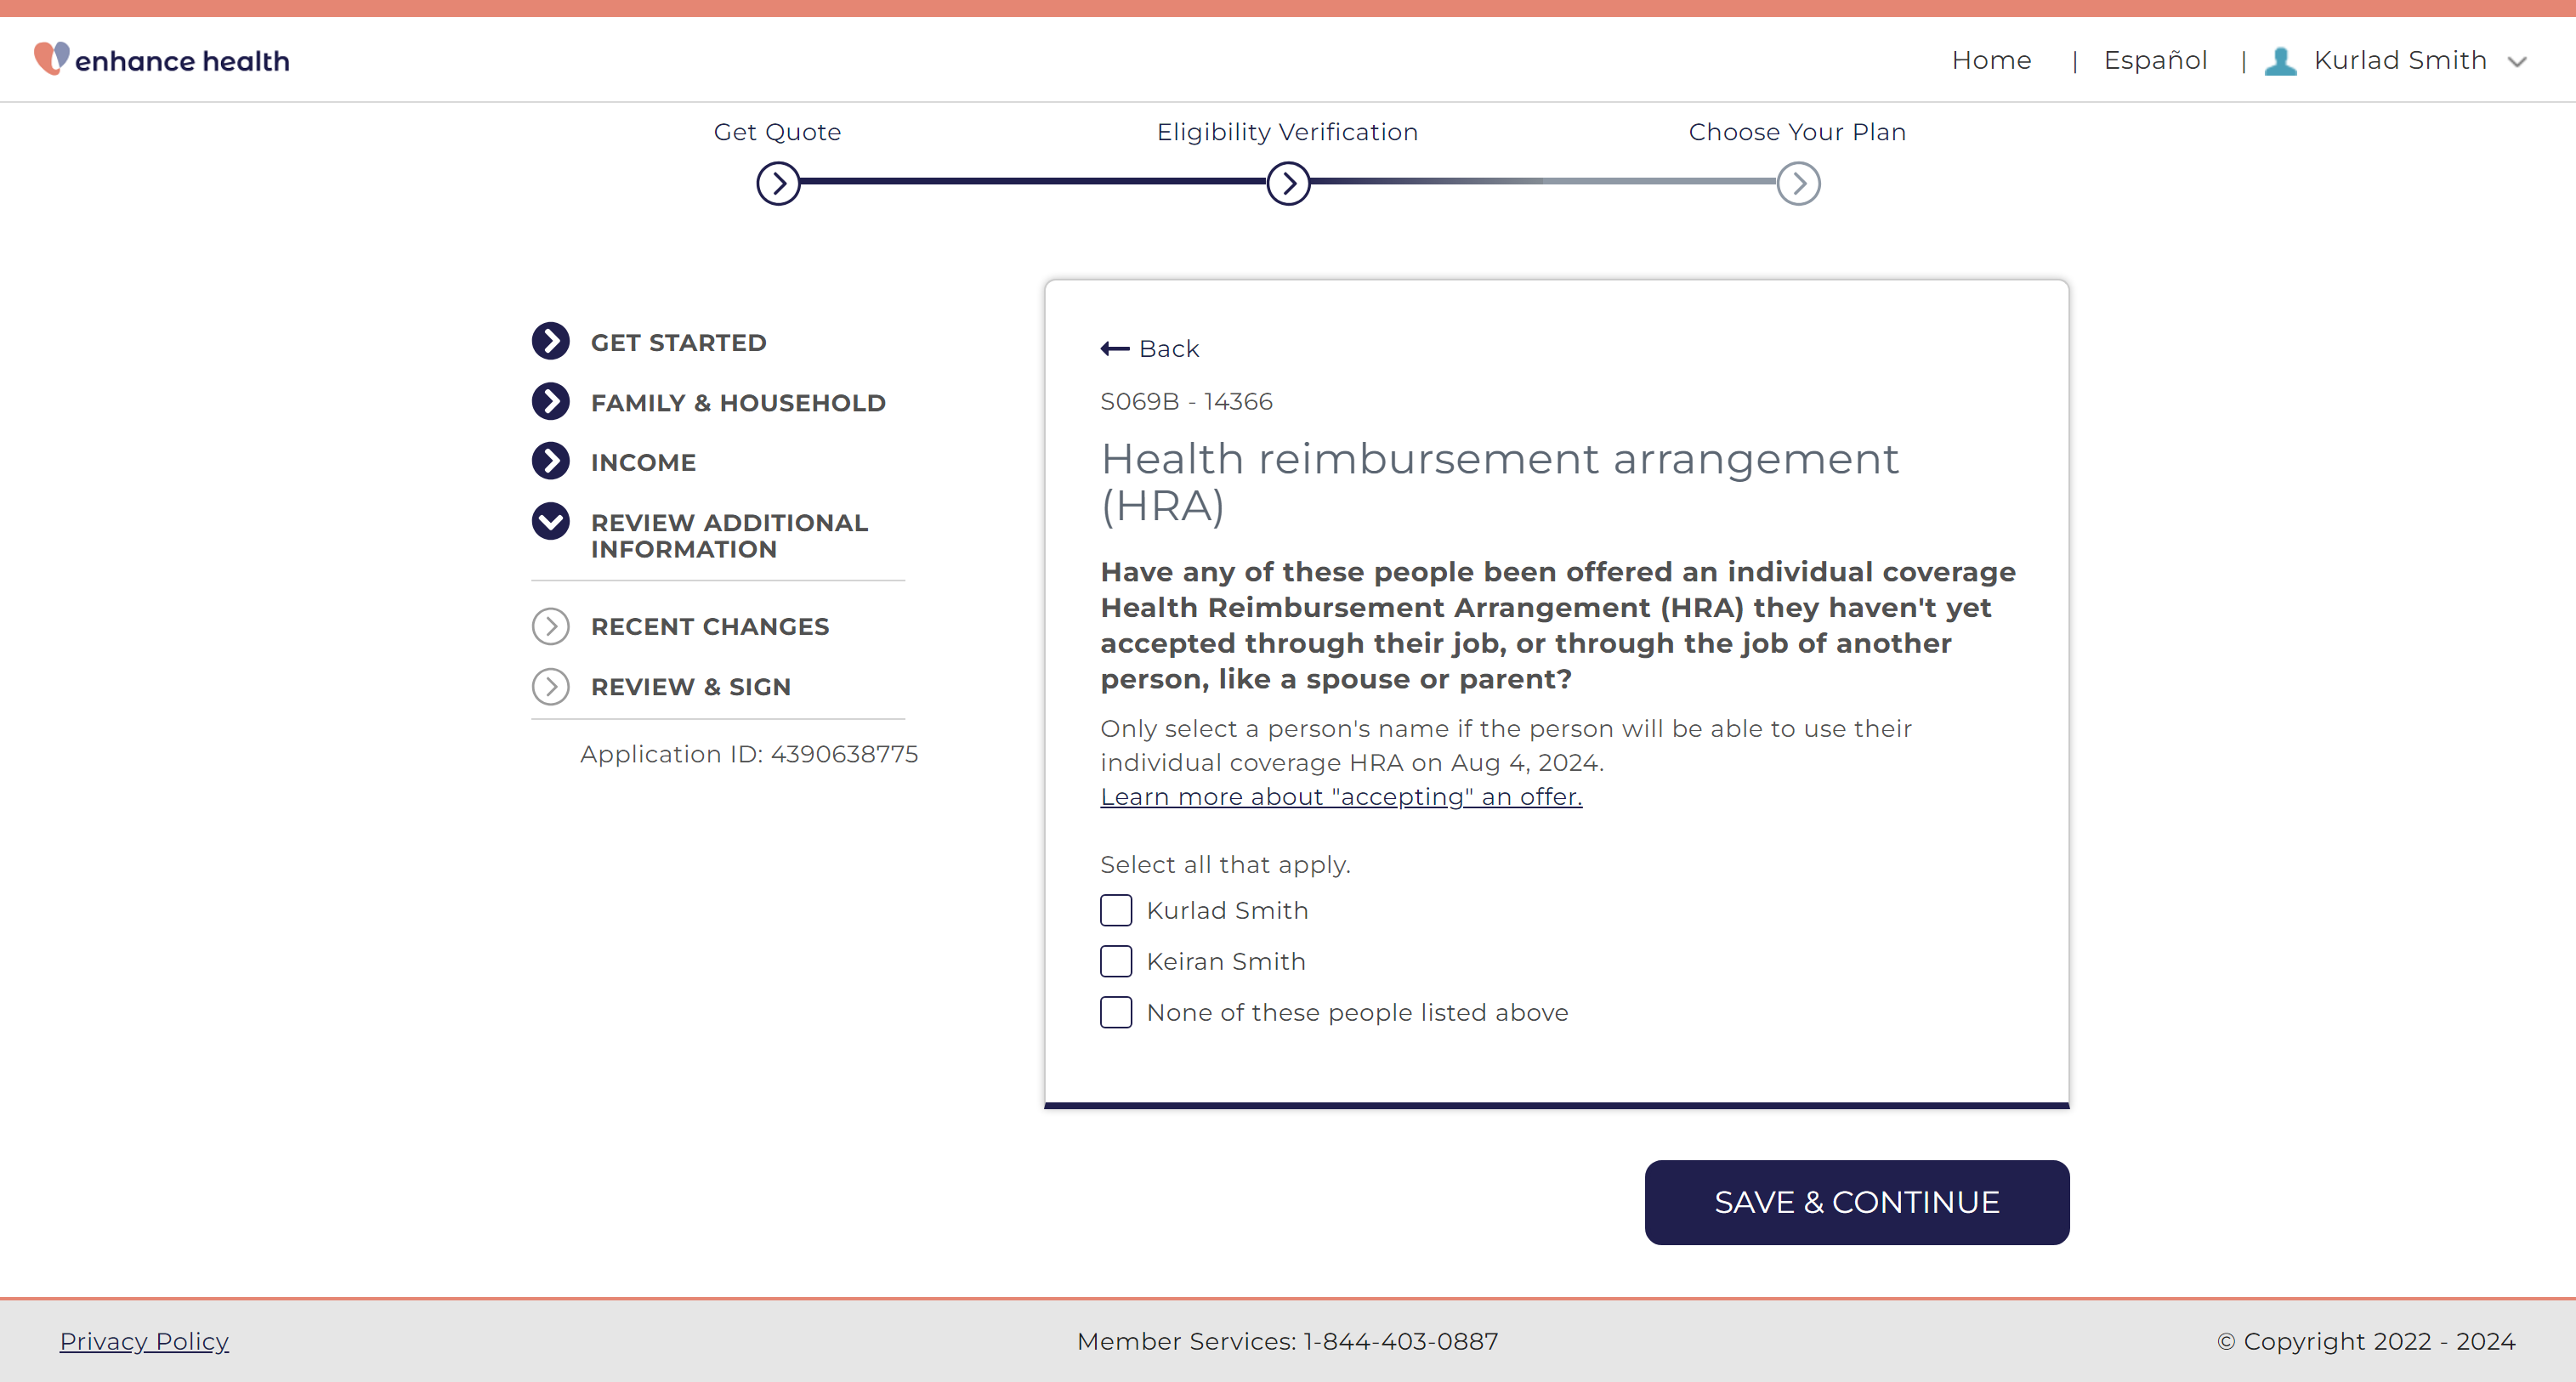 enhance health
Home | Español | Kurlad Smith
Get Quote
Eligibility Verification
Choose Your Plan
GET STARTED
FAMILY & HOUSEHOLD
INCOME
REVIEW ADDITIONAL
INFORMATION
RECENT CHANGES
REVIEW & SIGN
Application ID: 4390638775
Back
S069B - 14366
Health reimbursement arrangement
(HRA)
Have any of these people been offered an individual coverage
Health Reimbursement Arrangement (HRA) they haven't yet
accepted through their job, or through the job of another
person, like a spouse or parent?
Only select a person's name if the person will be able to use their
individual coverage HRA on Aug 4, 2024.
Learn more about "accepting" an offer.
Select all that apply.
Kurlad Smith
Keiran Smith
None of these people listed above
SAVE & CONTINUE
Privacy Policy
Member Services: 1-844-403-0887
© Copyright 2022 - 2024